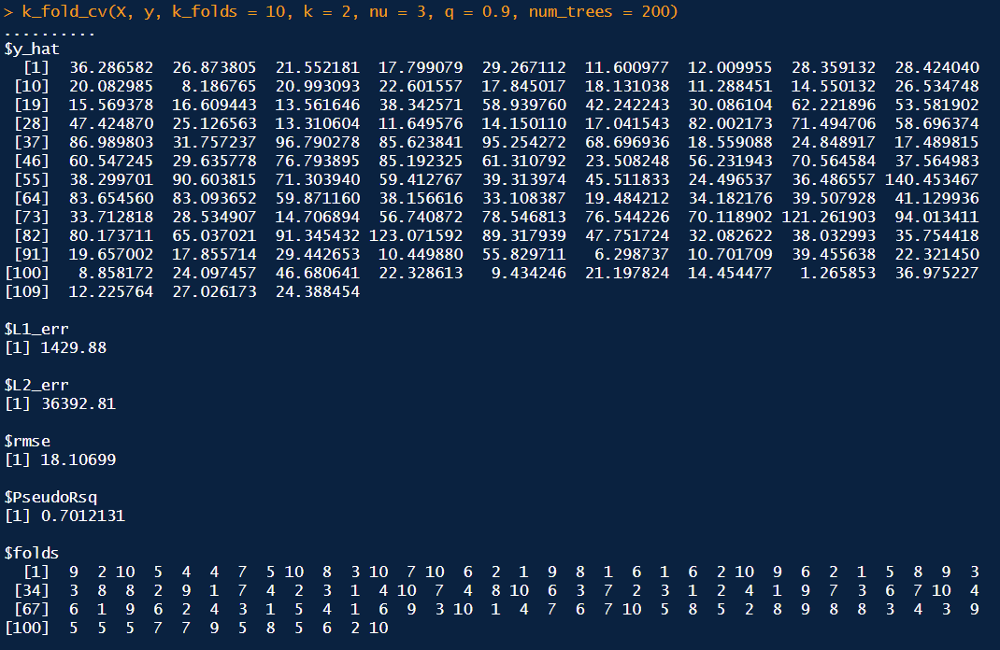 > k_fold_cv(X, y, k_folds = 10, k = 2, nu = 3, q = 0.9, num_trees = 200)
..........
$y_hat
[1] 36.286582 26.873805 21.552181 17.799079 29.267112 11.600977 12.009955 28.359132 28.424040
[10] 20.082985 8.186765 20.993093 22.601557 17.845017 18.131038 11.288451 14.550132 26.534748
[19] 15.569378 16.609443 13.561646 38.342571 58.939760 42.242243 30.086104 62.221896 53.581902
[28] 47.424870 25.126563 13.310604 11.649576 14.150110 17.041543 82.002173 71.494706 58.696374
[37] 86.989803 31.757237 96.790278 85.623841 95.254272 68.696936 18.559088 24.848917 17.489815
[46] 60.547245 29.635778 76.793895 85.192325 61.310792 23.508248 56.231943 70.564584 37.564983
[55] 38.299701 90.603815 71.303940 59.412767 39.313974 45.511833 24.496537 36.486557 140.453467
[64] 83.654560 83.093652 59.871160 38.156616 33.108387 19.484212 34.182176 39.507928 41.129936
[73] 33.712818 28.534907 14.706894 56.740872 78.546813 76.544226 70.118902 121.261903 94.013411
[82] 80.173711 65.037021 91.345432 123.071592 89.317939 47.751724 32.082622 38.032993 35.754418
[91] 19.657002 17.855714 29.442653 10.449880 55.829711 6.298737 10.701709 39.455638 22.321450
[100] 8.858172 24.097457 46.680641 22.328613 9.434246 21.197824 14.454477 1.265853 36.975227
[109] 12.225764 27.026173 24.388454
$L1_err
[1] 1429.88
$L2_err
[1] 36392.81
$rmse
[1] 18.10699
$PseudoRsq
[1] 0.7012131
$folds
[1] 9 2 10 5 4 4 7 5 10 8 3 10 7 10 6 2 1 9 8 1 6 1 6 2 10 9 6 2 1 5 8 9 3
[34] 3 8 8 2 9 1 7 4 2 3 1 4 10 7 4 8 10 6 3 7 2 3 1 2 4 1 9 7 3 6 7 10 4
[67] 6 1 9 6 2 4 3 1 5 4 1 6 9 3 10 1 4 7 6 7 10 5 8 5 2 8 9 8 8 3 4 3 9
[100] 5 5 5 7 7 9 5 8 5 6 2 10